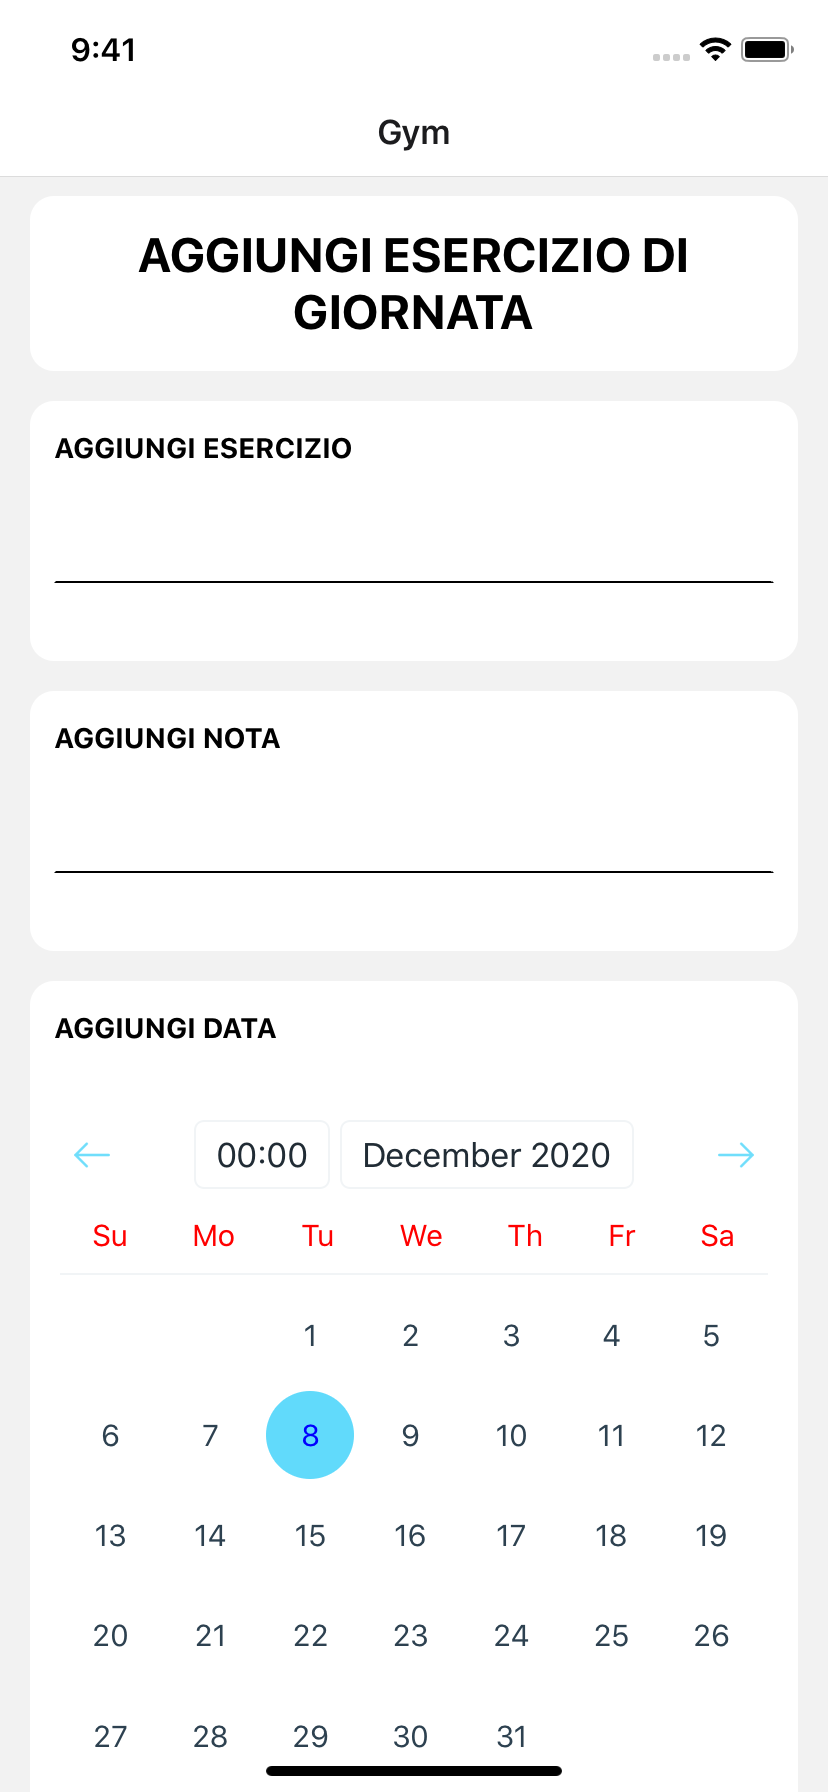 9:41
Gym
AGGIUNGI ESERCIZIO DI
GIORNATA
AGGIUNGI ESERCIZIO
AGGIUNGI NOTA
AGGIUNGI DATA
00:00 December 2020
Su Mo Tu We Th Fr Sa
1 2 3 4 5
6 7 8 9 10 11 12
13 14 15 16 17 18 19
20 21 22 23 24 25 26
27 28 29 30 31